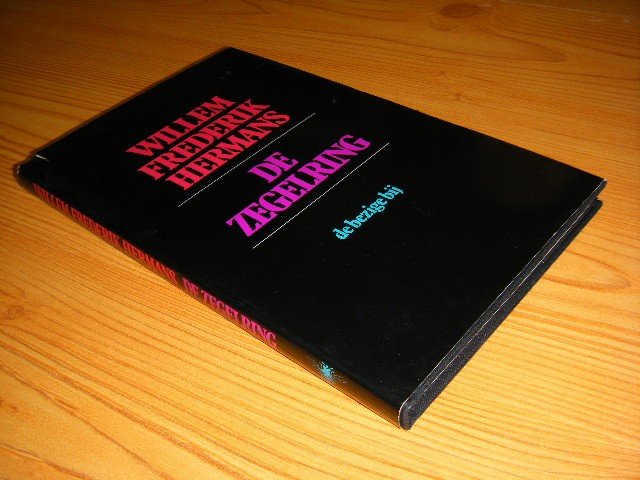 WILLEM
FREDERIK
HERMANS
DE
ZEGELRING
de bezige bij
WILLEM FREDERIK HERMANS DE ZEGELRING